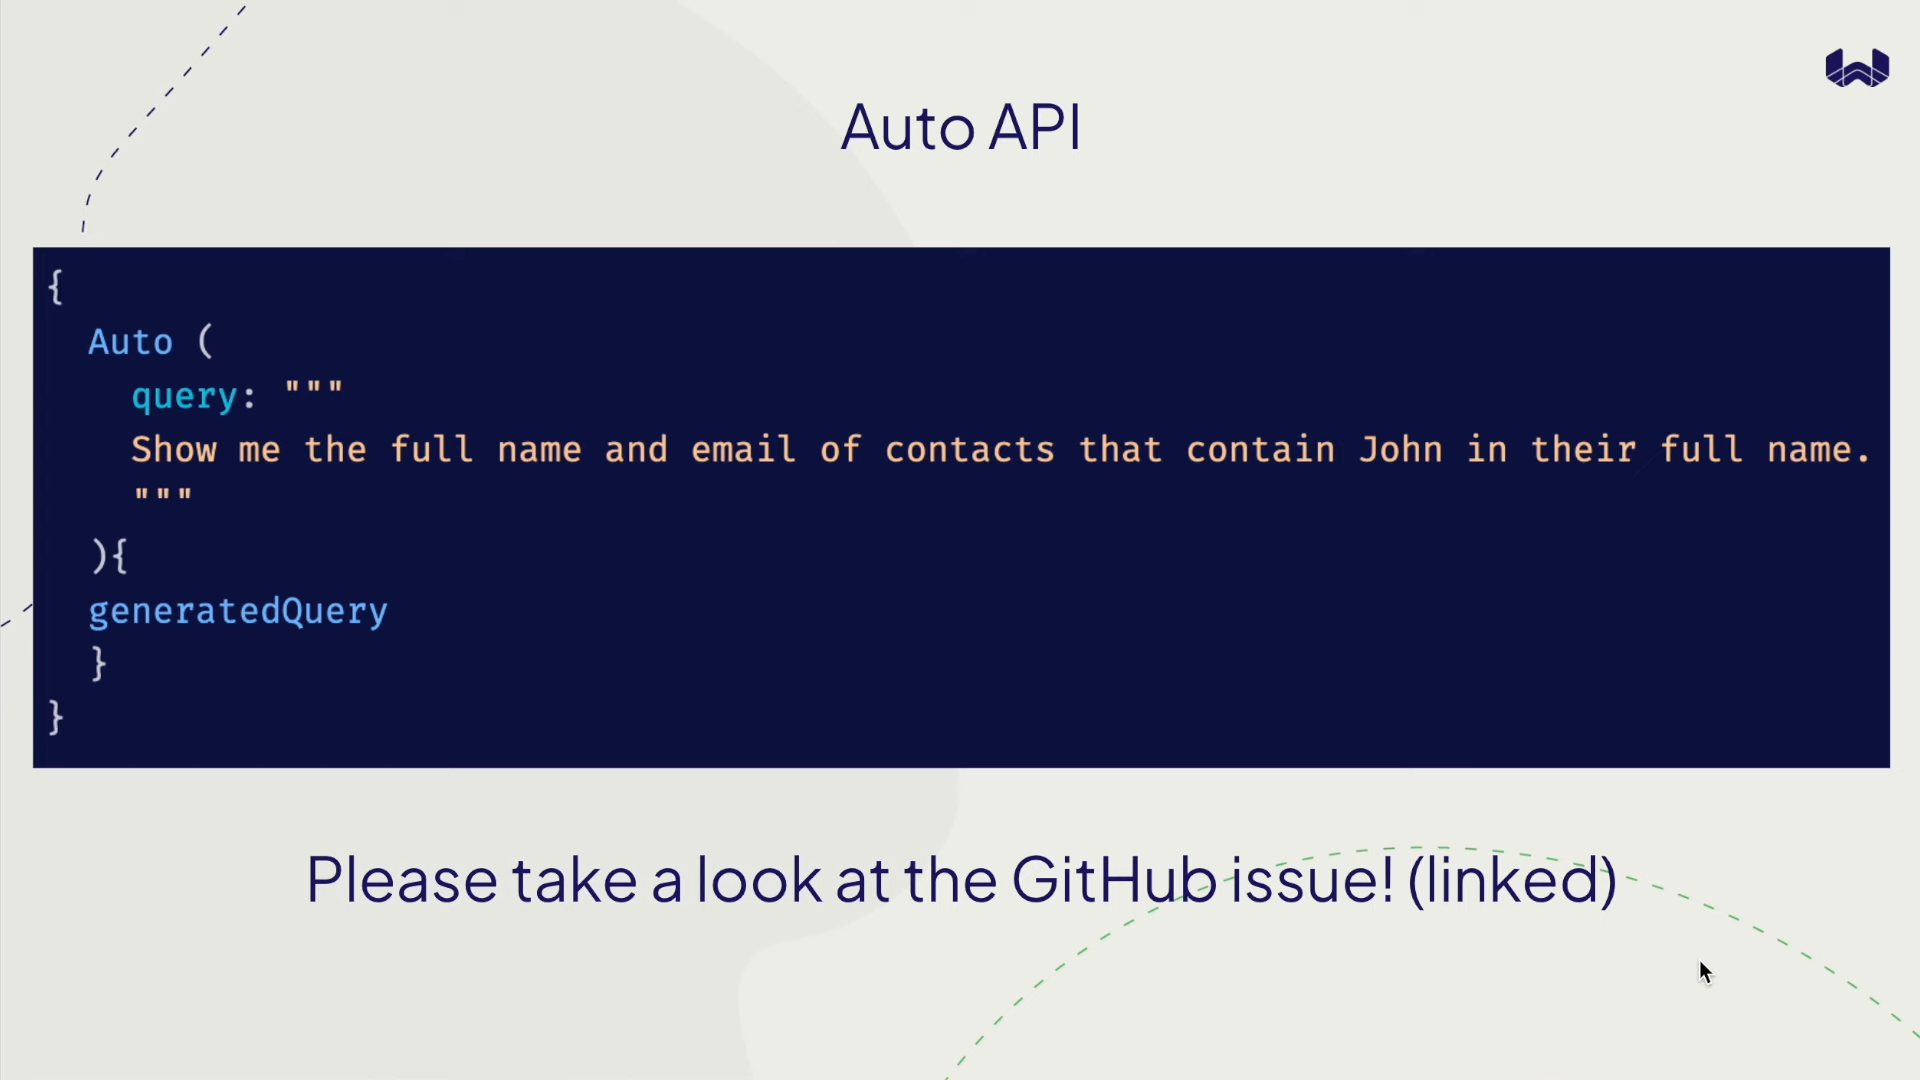 Auto API
{
Auto (
query: """
Show me the full name and email of contacts that contain John in their full name.
"""
){
generatedQuery
}
}
Please take a look at the GitHub issue! (linked)